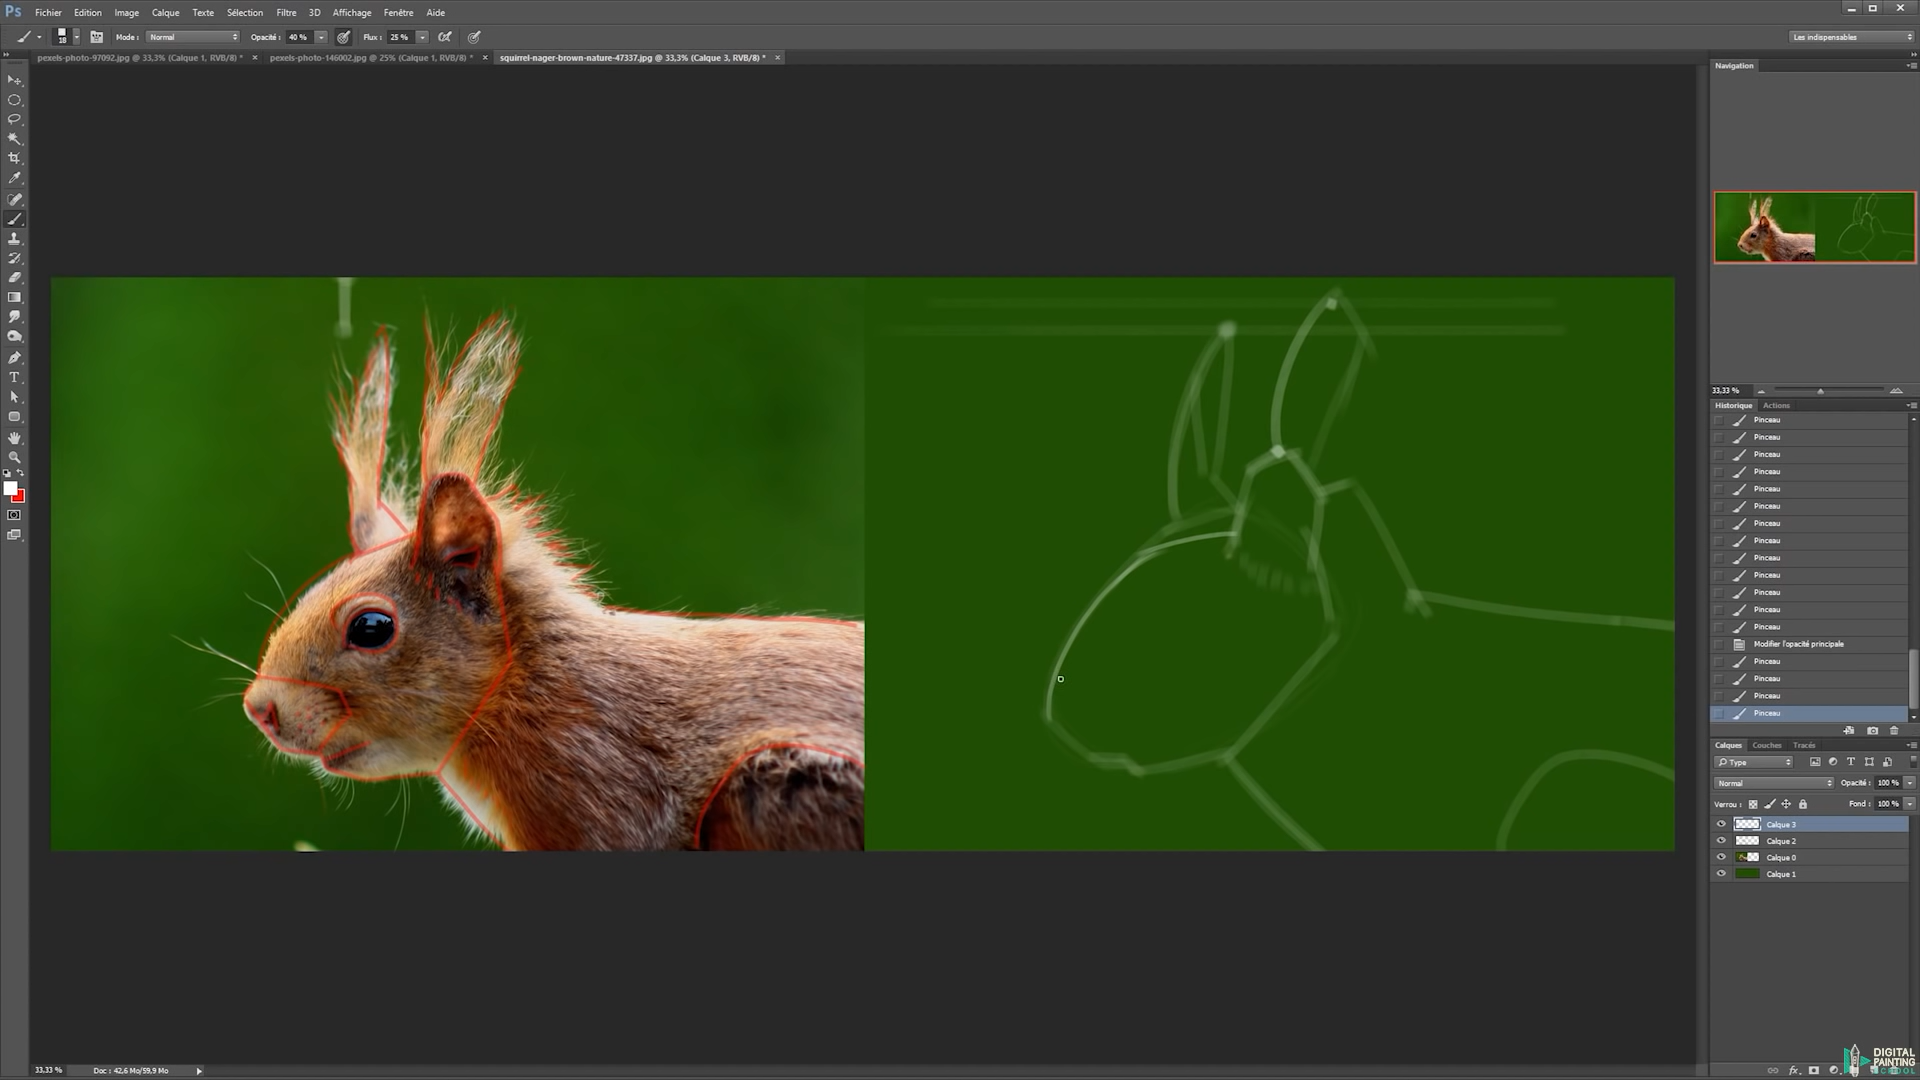 Ps Fichier Edition Image Calque Texte Sélection Filtre 3D Affichage Fenêtre Aide
18 Mode : Normal Opacité : 40 % Flux : 25 % Les indispensables
pexels-photo-97092.jpg @ 33,3% (Calque 1, RVB/8) * × pexels-photo-146002.jpg @ 25% (Calque 1, RVB/8) * × squirrel-nager-brown-nature-47337.jpg @ 33,3% (Calque 3, RVB/8) * ×
Navigation
33,33 %
Historique Actions
Pinceau
Pinceau
Pinceau
Pinceau
Pinceau
Pinceau
Pinceau
Pinceau
Pinceau
Pinceau
Pinceau
Pinceau
Pinceau
Modifier l'opacité principale
Pinceau
Pinceau
Pinceau
Pinceau
Calques Couches Tracés
Type
Normal Opacité : 100 %
Verrou : Fond : 100 %
Calque 3
Calque 2
Calque 0
Calque 1
33,33 % Doc : 42,6 Mo/59,9 Mo
fx
DIGITAL
PAINTING
SCHOOL